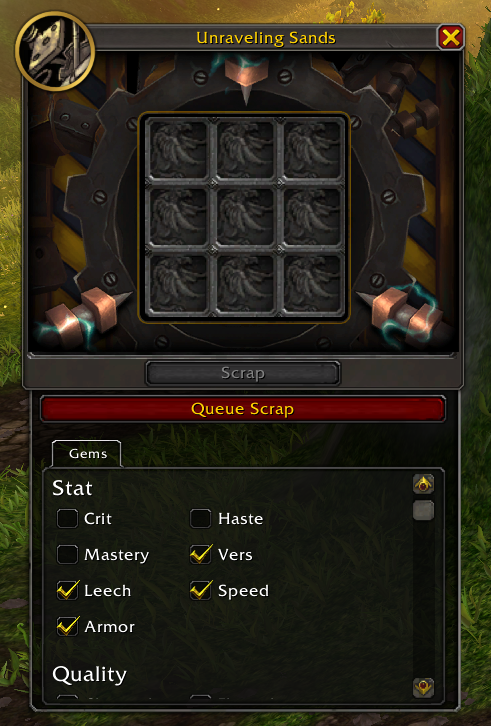 Unraveling Sands
Scrap
Queue Scrap
Gems
Stat
Crit Haste
Mastery Vers
Leech Speed
Armor
Quality